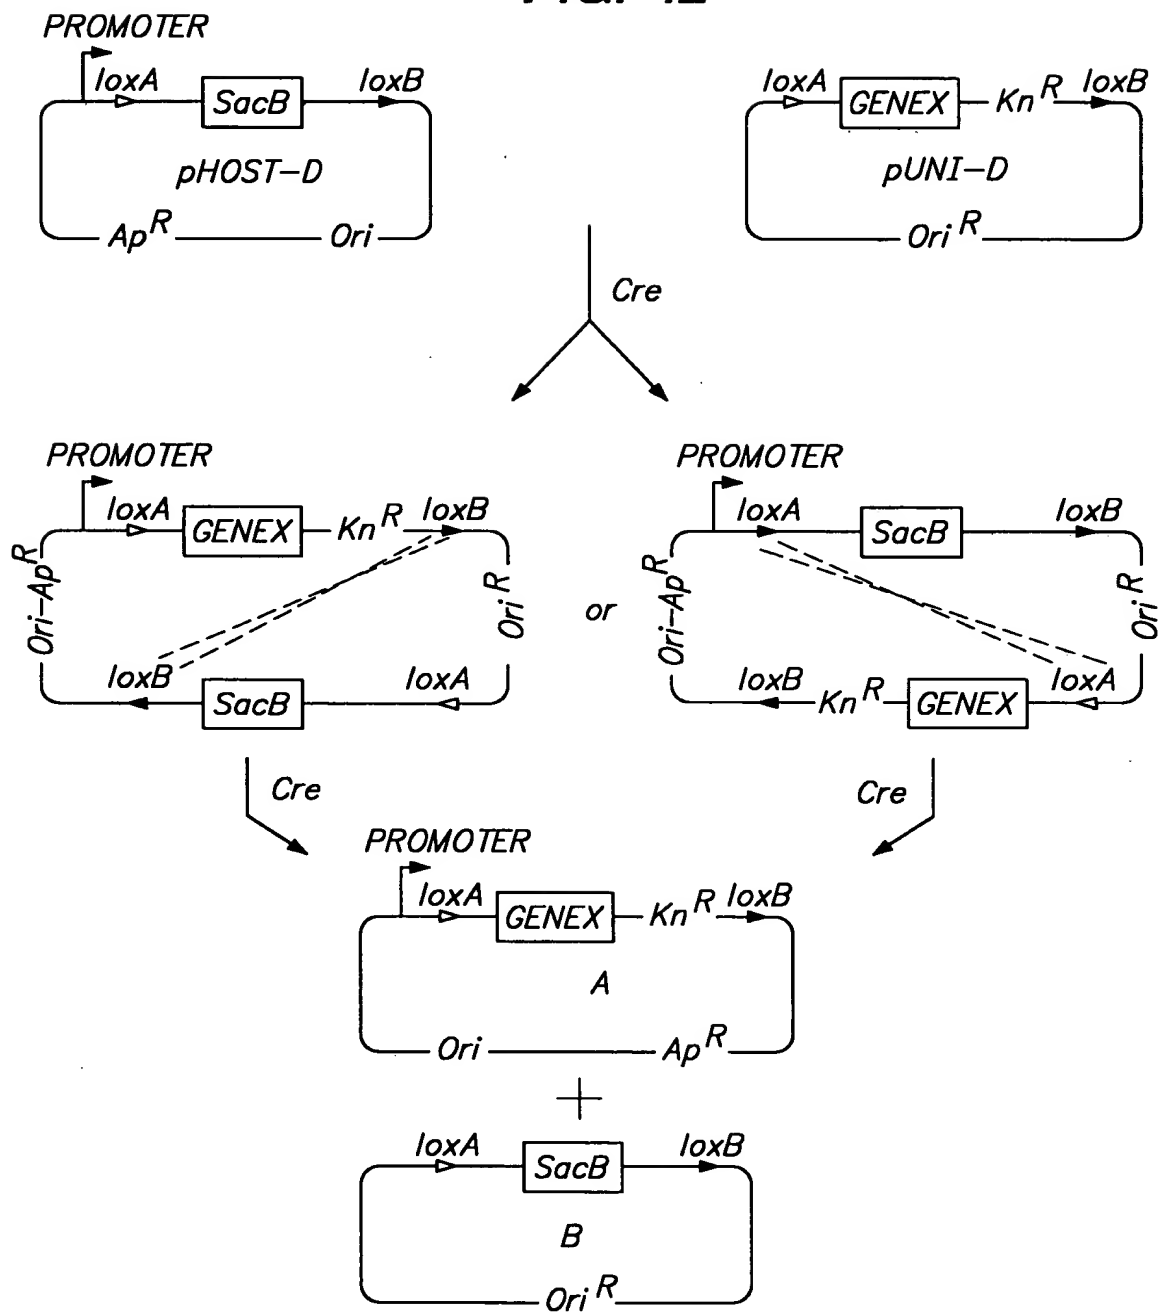 PROMOTER
loxA
SacB
loxB
pHOST-D
Ap^R
Ori
loxA
GENEX
Kn^R
loxB
pUNI-D
Ori^R
Cre
PROMOTER
loxA
GENEX
Kn^R
loxB
Ori-Ap^R
Ori^R
loxB
SacB
loxA
or
PROMOTER
loxA
SacB
loxB
Ori-Ap^R
Ori^R
loxB
Kn^R
GENEX
loxA
Cre
Cre
PROMOTER
loxA
GENEX
Kn^R
loxB
A
Ori
Ap^R
+
loxA
SacB
loxB
B
Ori^R